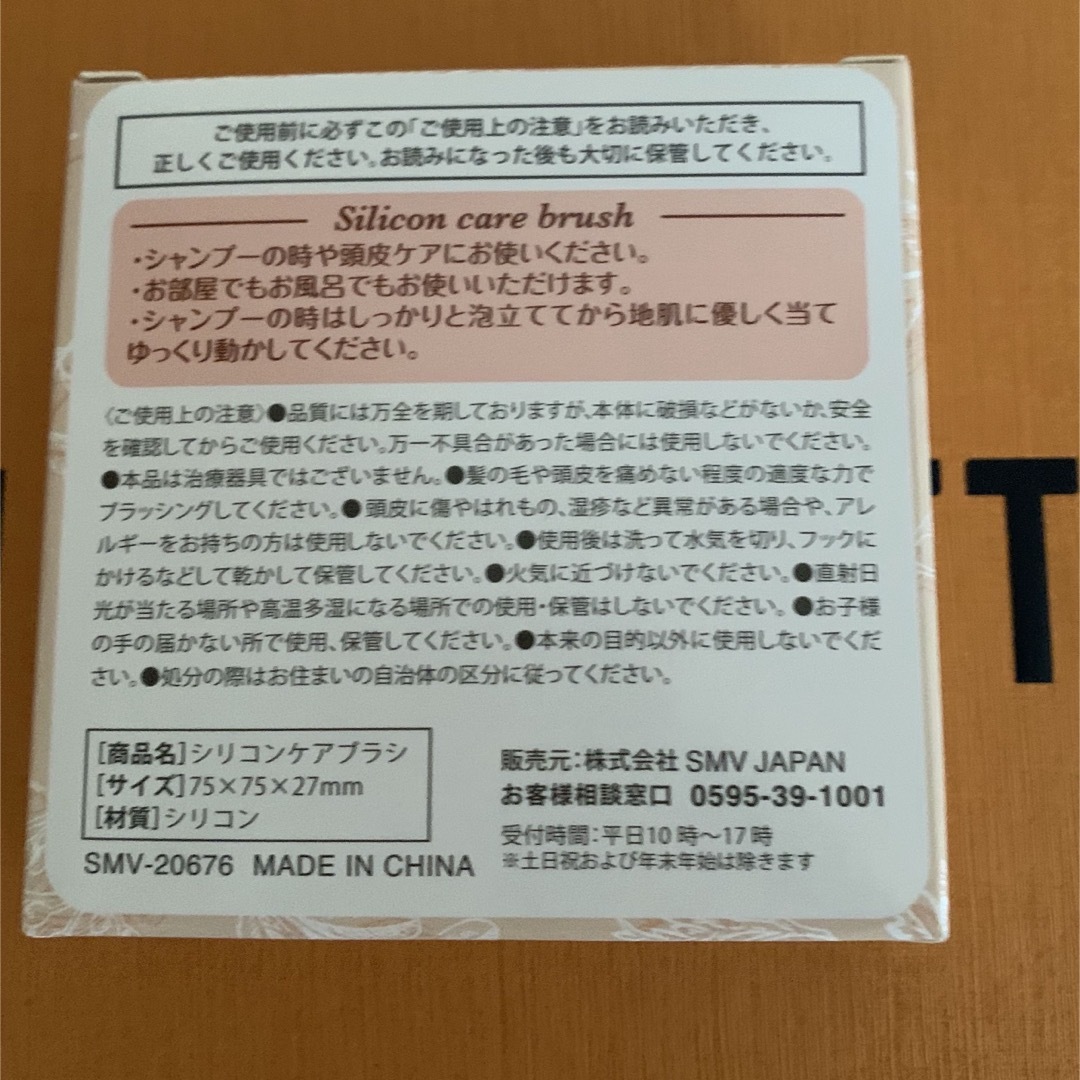 ご使用前に必ずこの「ご使用上の注意」をお読みいただき、
正しくご使用ください。お読みになった後も大切に保管してください。
Silicon care brush
・シャンプーの時や頭皮ケアにお使いください。
・お部屋でもお風呂でもお使いいただけます。
・シャンプーの時はしっかりと泡立ててから地肌に優しく当て
ゆっくり動かしてください。
〈ご使用上の注意〉●品質には万全を期しておりますが、本体に破損などがないか、安全
を確認してからご使用ください。万一不具合があった場合には使用しないでください。
●本品は治療器具ではございません。●髪の毛や頭皮を痛めない程度の適度な力で
ブラッシングしてください。●頭皮に傷やはれもの、湿疹など異常がある場合や、アレ
ルギーをお持ちの方は使用しないでください。●使用後は洗って水気を切り、フックに
かけるなどして乾かして保管してください。●火気に近づけないでください。●直射日
光が当たる場所や高温多湿になる場所での使用・保管はしないでください。●お子様
の手の届かない所で使用、保管してください。●本来の目的以外に使用しないでくだ
さい。●処分の際はお住まいの自治体の区分に従ってください。
[商品名]シリコンケアブラシ
[サイズ]75×75×27mm
[材質]シリコン
SMV-20676 MADE IN CHINA
販売元：株式会社 SMV JAPAN
お客様相談窓口 0595-39-1001
受付時間：平日10時～17時
※土日祝および年末年始は除きます
T